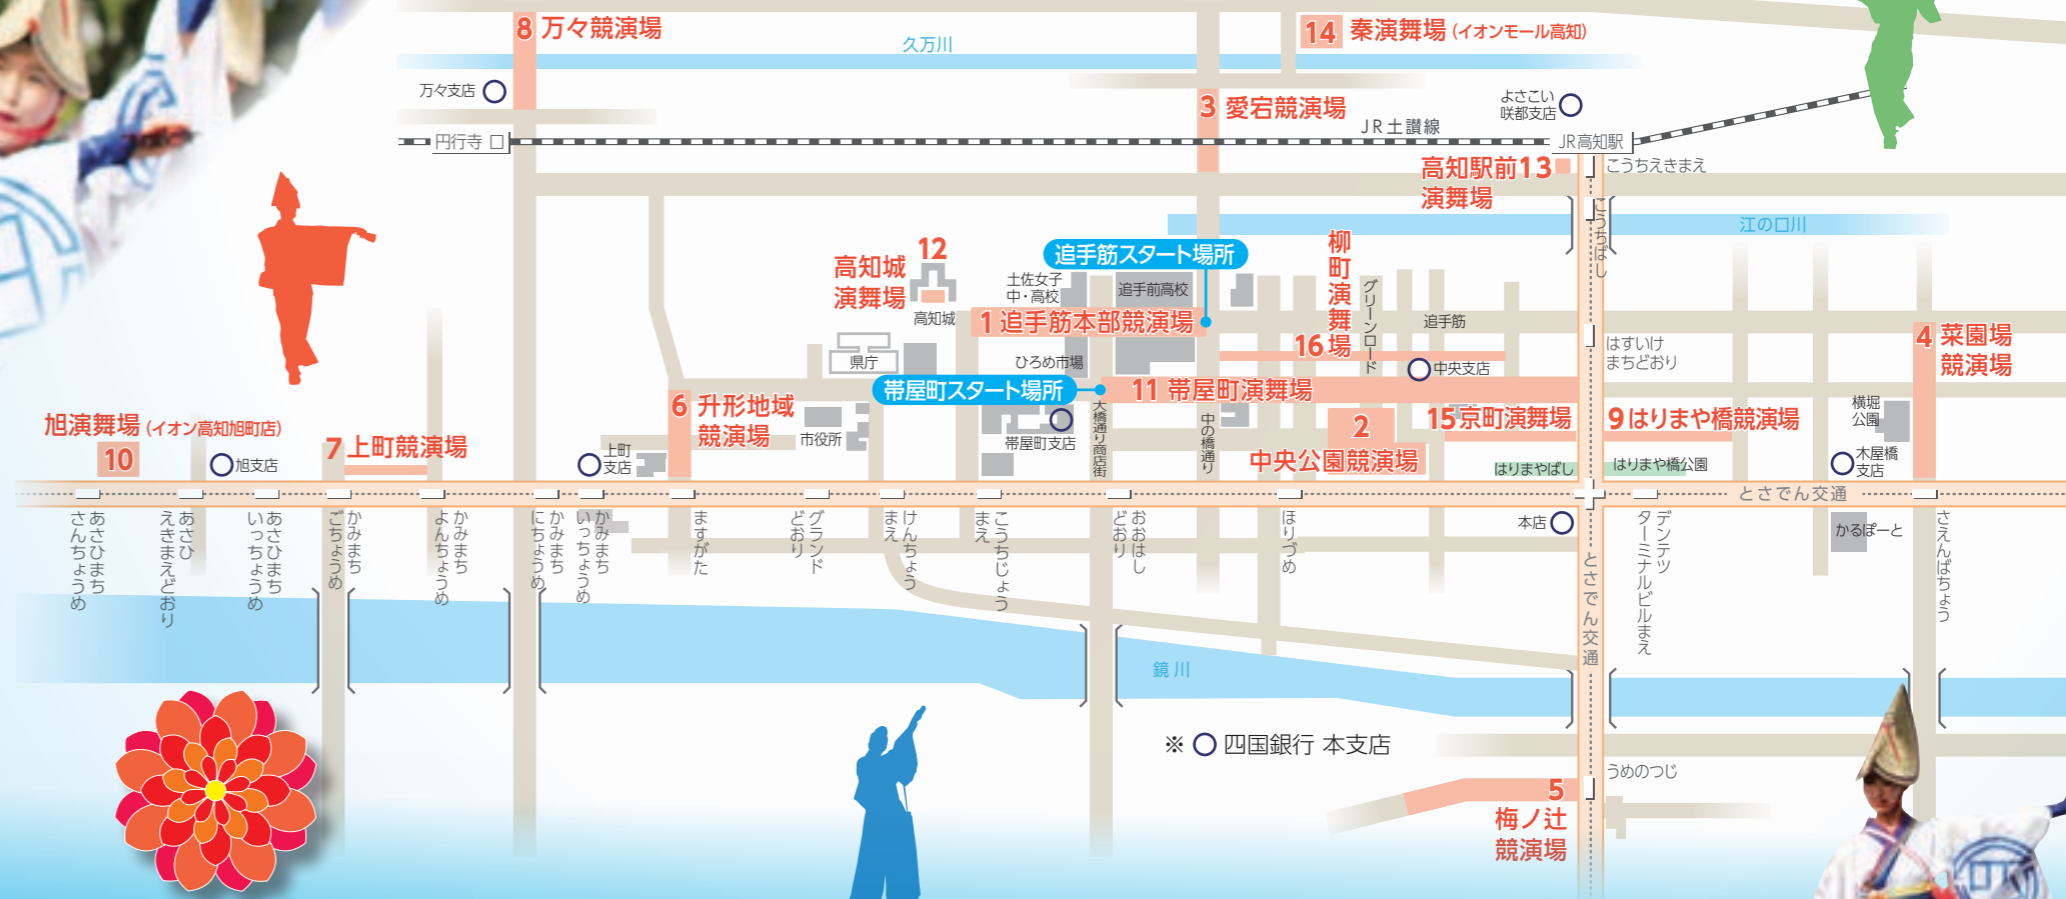 8 万々競演場
14 秦演舞場 (イオンモール高知)
久万川
万々支店
3 愛宕競演場
よさこい
咲都支店
JR土讃線
円行寺口
JR高知駅
高知駅前13
演舞場
こうちえきまえ
こうちばし
江の口川
12
高知城
演舞場
高知城
追手筋スタート場所
土佐女子
中・高校
追手前高校
柳町演舞場
16
グリーンロード
1 追手筋本部競演場
追手筋
はすいけ
まちどおり
4 菜園場
競演場
県庁
ひろめ市場
中央支店
帯屋町スタート場所
11 帯屋町演舞場
6 升形地域
競演場
市役所
帯屋町支店
大橋通り商店街
中の橋通り
2
中央公園競演場
15京町演舞場
9はりまや橋競演場
横堀
公園
旭演舞場 (イオン高知旭町店)
10
旭支店
7 上町競演場
上町
支店
はりまやばし
はりまや橋公園
木屋橋
支店
とさでん交通
あさひまち
さんちょうめ
あさひ
えきまえどおり
あさひまち
いっちょうめ
かみまち
ごちょうめ
かみまち
よんちょうめ
かみまち
にちょうめ
かみまち
いっちょうめ
ますがた
グランド
どおり
けんちょう
まえ
こうちじょう
まえ
おおはし
どおり
ほりづめ
本店
デンテツ
ターミナルビルまえ
かるぽーと
さえんばちょう
とさでん交通
鏡川
※ ○ 四国銀行 本支店
うめのつじ
5
梅ノ辻
競演場